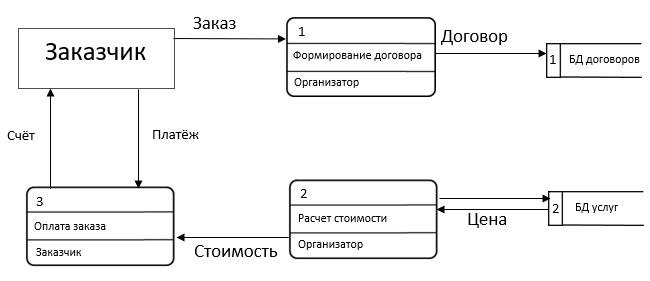 Заказчик
Заказ
1
Формирование договора
Организатор
Договор
1
БД договоров
Счёт
Платёж
3
Оплата заказа
Заказчик
Стоимость
2
Расчет стоимости
Организатор
Цена
2
БД услуг